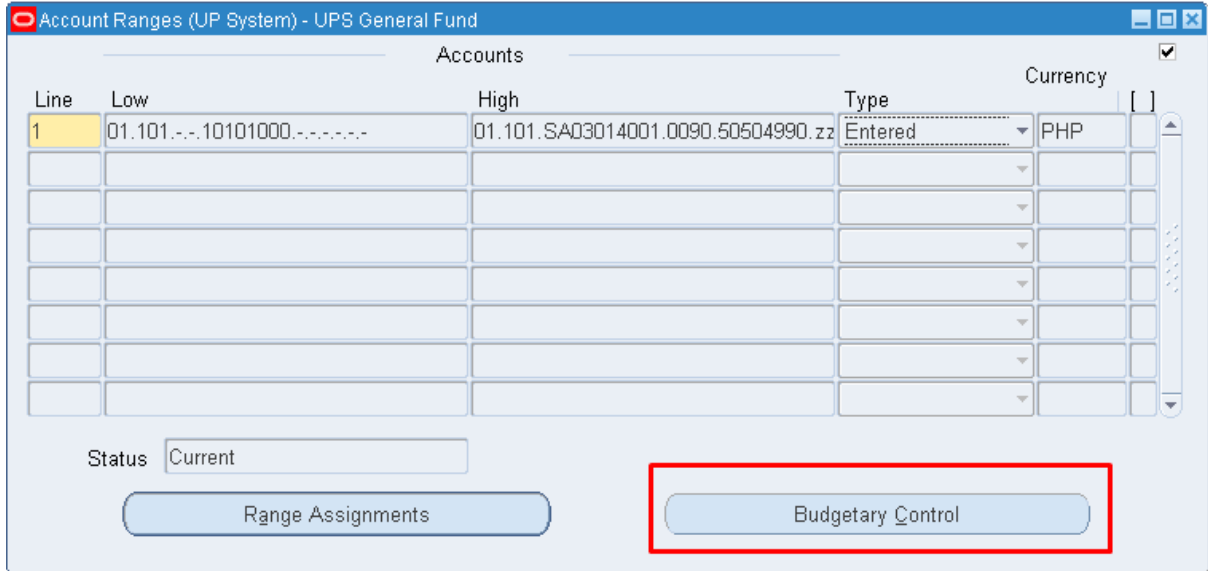 Account Ranges (UP System) - UPS General Fund
Accounts
Currency
Line Low High Type [ ]
1 01.101.-.-.10101000.-.-.-.-.-.- 01.101.SA03014001.0090.50504990.zz Entered PHP
Status Current
Range Assignments Budgetary Control